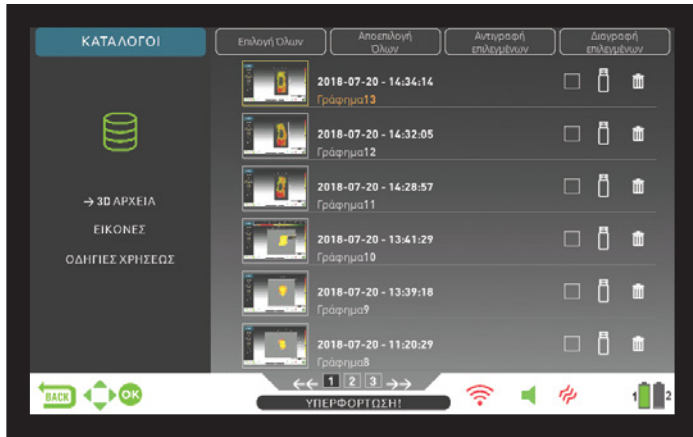 ΚΑΤΑΛΟΓΟΙ
Επιλογή Όλων
Αποεπιλογή
Όλων
Αντιγραφή
επιλεγμένων
Διαγραφή
επιλεγμένων
→ 3D ΑΡΧΕΙΑ
ΕΙΚΟΝΕΣ
ΟΔΗΓΙΕΣ ΧΡΗΣΕΩΣ
2018-07-20 - 14:34:14
Γράφημα13
2018-07-20 - 14:32:05
Γράφημα12
2018-07-20 - 14:28:57
Γράφημα11
2018-07-20 - 13:41:29
Γράφημα10
2018-07-20 - 13:39:18
Γράφημα9
2018-07-20 - 11:20:29
Γράφημα8
BACK OK
←← 1 2 3 →→
ΥΠΕΡΦΟΡΤΩΣΗ!
1 2